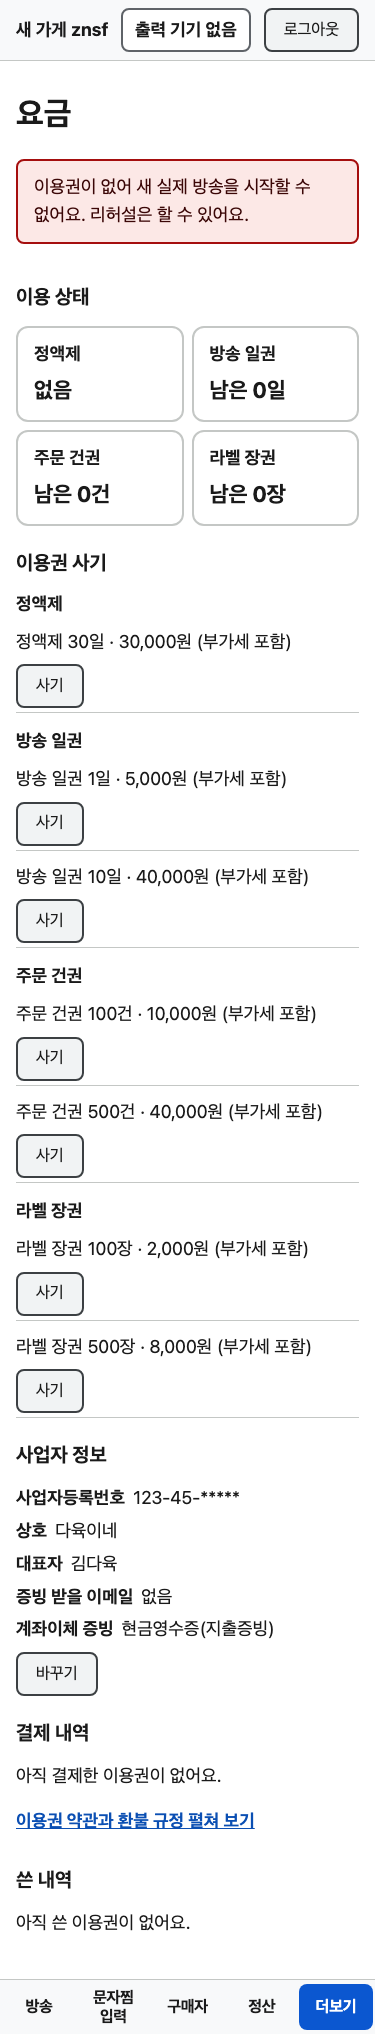 새 가게 znsf
출력 기기 없음
로그아웃
요금
이용권이 없어 새 실제 방송을 시작할 수
없어요. 리허설은 할 수 있어요.
이용 상태
정액제
없음
방송 일권
남은 0일
주문 건권
남은 0건
라벨 장권
남은 0장
이용권 사기
정액제
정액제 30일 · 30,000원 (부가세 포함)
사기
방송 일권
방송 일권 1일 · 5,000원 (부가세 포함)
사기
방송 일권 10일 · 40,000원 (부가세 포함)
사기
주문 건권
주문 건권 100건 · 10,000원 (부가세 포함)
사기
주문 건권 500건 · 40,000원 (부가세 포함)
사기
라벨 장권
라벨 장권 100장 · 2,000원 (부가세 포함)
사기
라벨 장권 500장 · 8,000원 (부가세 포함)
사기
사업자 정보
사업자등록번호 123-45-*****
상호 다육이네
대표자 김다육
증빙 받을 이메일 없음
계좌이체 증빙 현금영수증(지출증빙)
바꾸기
결제 내역
아직 결제한 이용권이 없어요.
이용권 약관과 환불 규정 펼쳐 보기
쓴 내역
아직 쓴 이용권이 없어요.
방송
문자찜
입력
구매자
정산
더보기